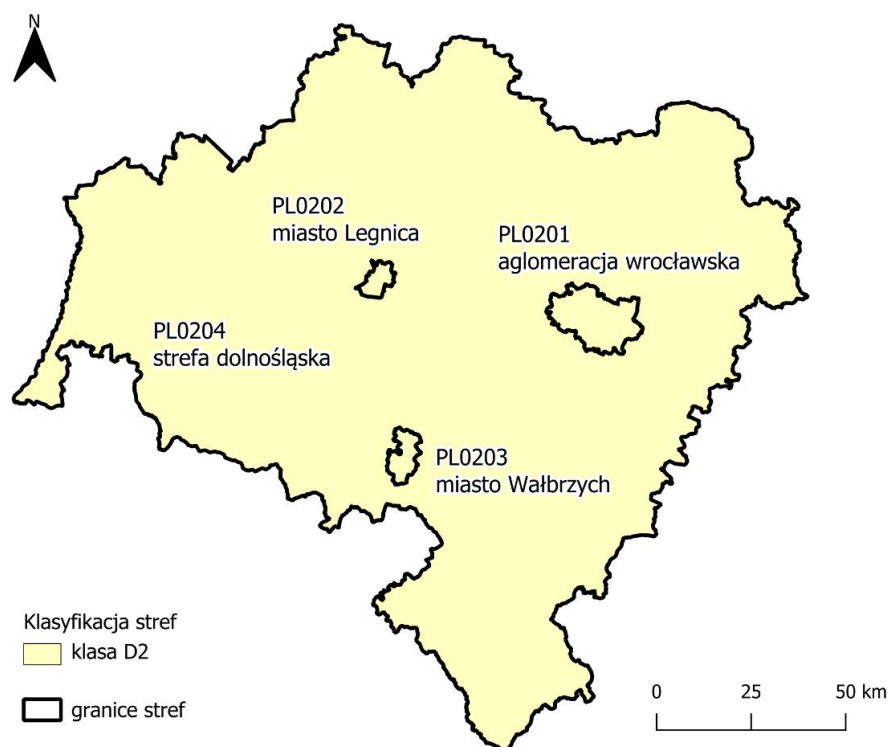 N
PL0202
miasto Legnica
PL0201
aglomeracja wrocławska
PL0204
strefa dolnośląska
PL0203
miasto Wałbrzych
Klasyfikacja stref
klasa D2
granice stref
0 25 50 km